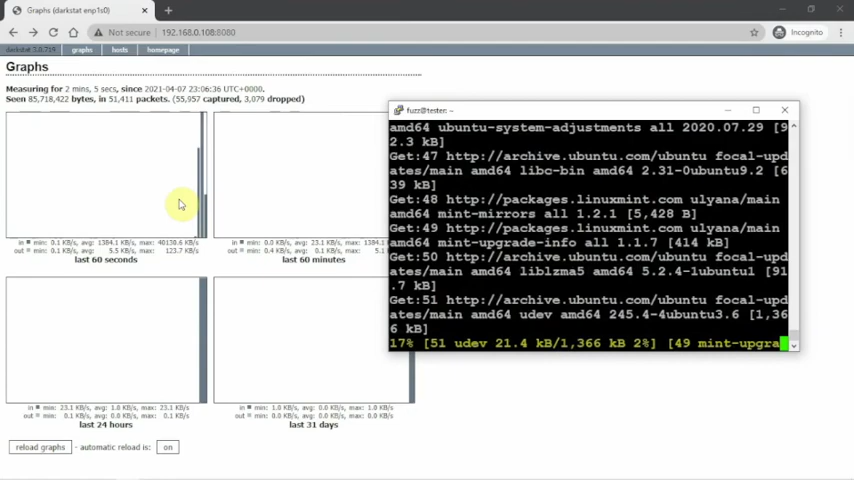 Graphs (darkstat enp1s0)
Not secure | 192.168.0.108:8080
Incognito
darkstat 3.0.719 graphs hosts homepage
Graphs
Measuring for 2 mins, 5 secs, since 2021-04-07 23:06:36 UTC+0000.
Seen 85,718,422 bytes, in 51,411 packets. (55,957 captured, 3,079 dropped)
in min: 0.1 KB/s, avg: 1384.1 KB/s, max: 40138.6 KB/s
out min: 0.1 KB/s, avg: 5.5 KB/s, max: 123.7 KB/s
last 60 seconds
in min: 0.0 KB/s, avg: 23.1 KB/s, max: 1384.1
out min: 0.4 KB/s, avg: 0.1 KB/s, max: 5.
last 60 minutes
in min: 23.1 KB/s, avg: 1.0 KB/s, max: 23.1 KB/s
out min: 0.1 KB/s, avg: 0.0 KB/s, max: 0.1 KB/s
last 24 hours
in min: 1.0 KB/s, avg: 0.0 KB/s, max: 1.0 KB/s
out min: 0.0 KB/s, avg: 0.0 KB/s, max: 0.0 KB/s
last 31 days
reload graphs - automatic reload is: on
fuzz@tester: ~
amd64 ubuntu-system-adjustments all 2020.07.29 [9
2.3 kB]
Get:47 http://archive.ubuntu.com/ubuntu focal-upd
ates/main amd64 libc-bin amd64 2.31-0ubuntu9.2 [6
39 kB]
Get:48 http://packages.linuxmint.com ulyana/main
amd64 mint-mirrors all 1.2.1 [5,428 B]
Get:49 http://packages.linuxmint.com ulyana/main
amd64 mint-upgrade-info all 1.1.7 [414 kB]
Get:50 http://archive.ubuntu.com/ubuntu focal-upd
ates/main amd64 liblzma5 amd64 5.2.4-1ubuntu1 [91
.7 kB]
Get:51 http://archive.ubuntu.com/ubuntu focal-upd
ates/main amd64 udev amd64 245.4-4ubuntu3.6 [1,36
6 kB]
17% [51 udev 21.4 kB/1,366 kB 2%] [49 mint-upgra